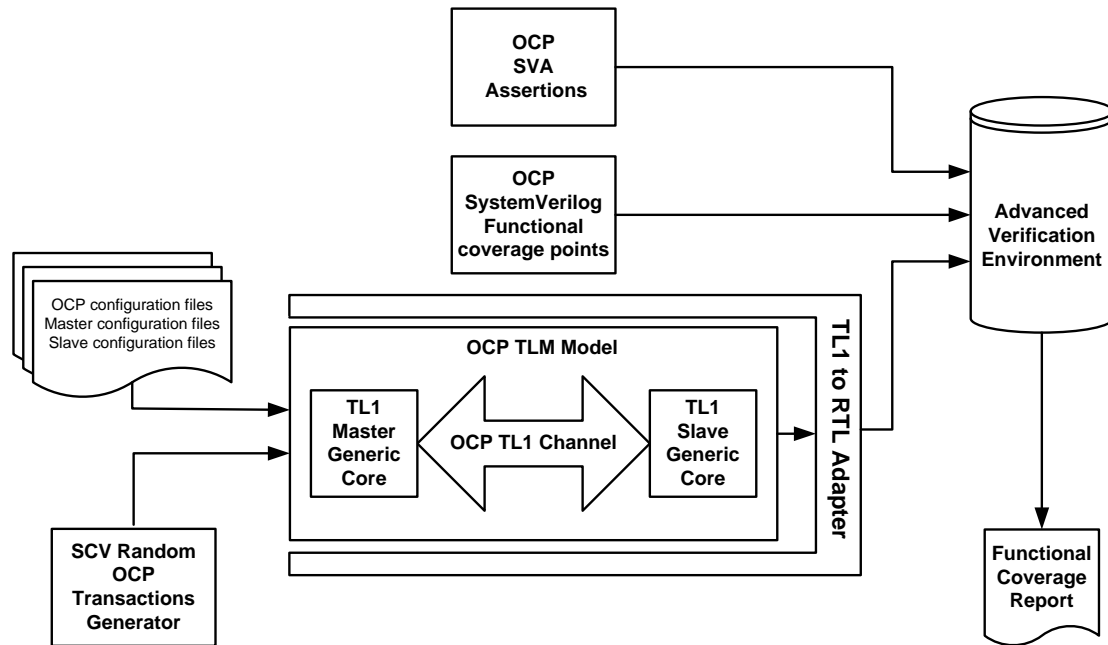 OCP
SVA
Assertions
OCP
SystemVerilog
Functional
coverage points
Advanced
Verification
Environment
OCP configuration files
Master configuration files
Slave configuration files
OCP TLM Model
TL1
Master
Generic
Core
OCP TL1 Channel
TL1
Slave
Generic
Core
TL1 to RTL Adapter
SCV Random
OCP
Transactions
Generator
Functional
Coverage
Report